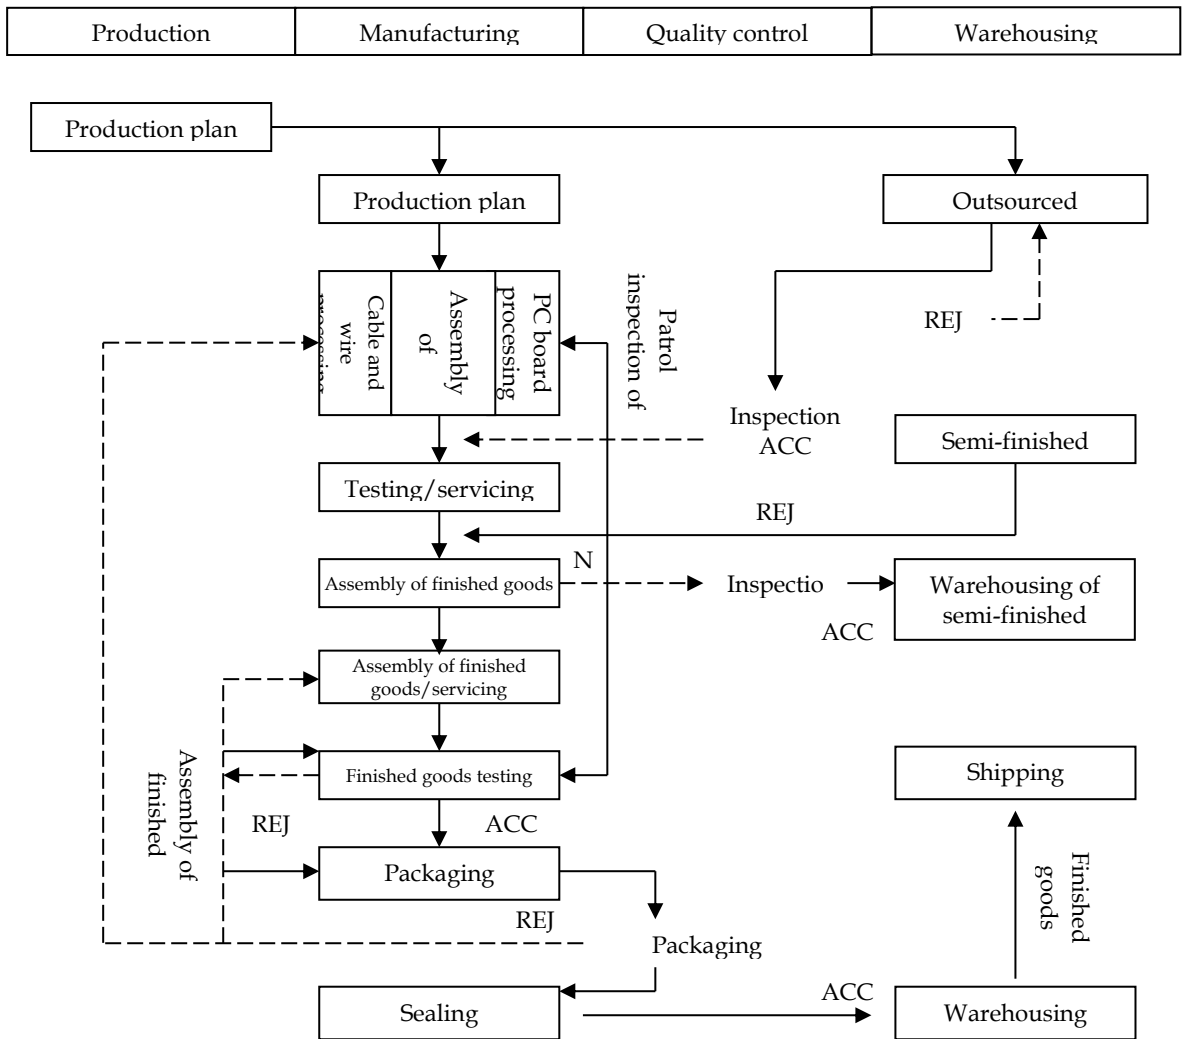 Production
Manufacturing
Quality control
Warehousing
Production plan
Production plan
Outsourced
Cable and
wire
processing
Assembly
of
PC board
processing
Patrol
inspection of
REJ
Inspection
ACC
Semi-finished
Testing/servicing
REJ
N
Assembly of finished goods
Inspectio
ACC
Warehousing of
semi-finished
Assembly of finished
goods/servicing
Assembly of
finished
Finished goods testing
Shipping
REJ
ACC
Packaging
Finished
goods
REJ
Packaging
Sealing
ACC
Warehousing